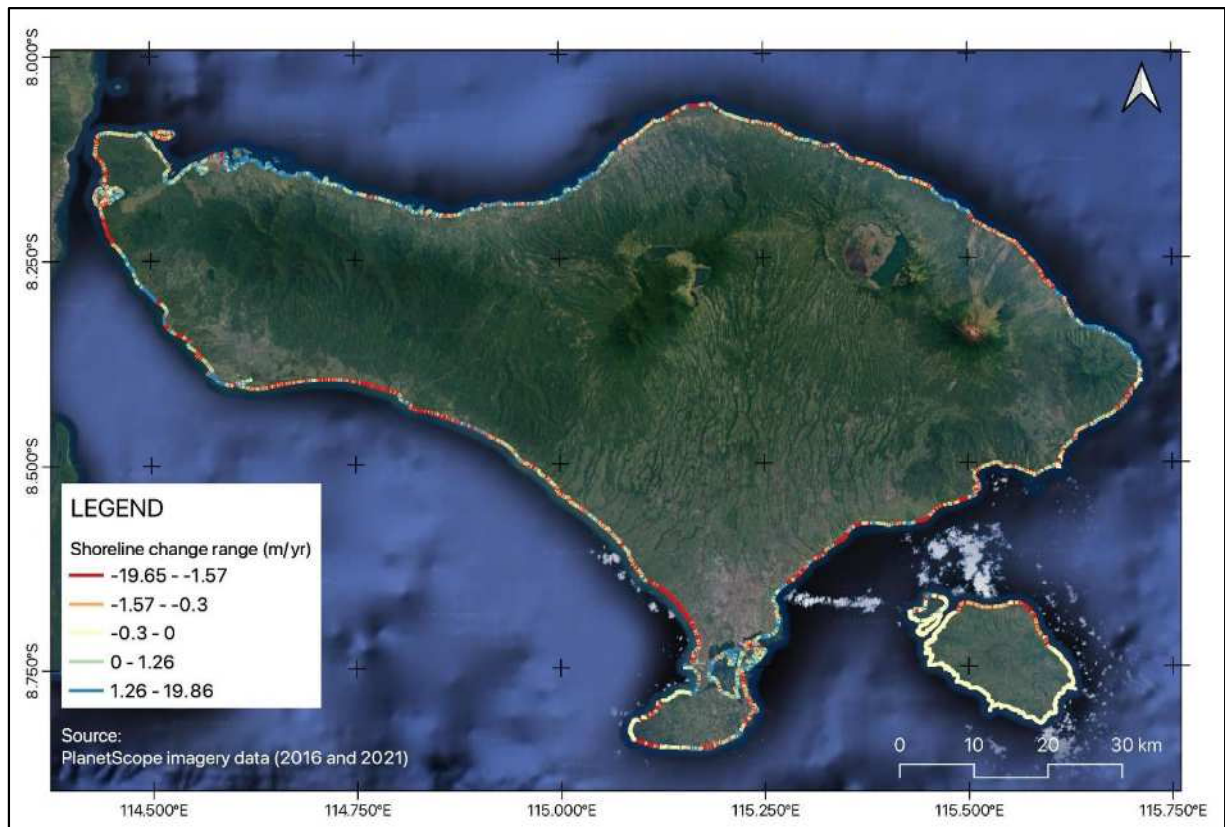 8.000°S
8.250°S
8.500°S
8.750°S
LEGEND
Shoreline change range (m/yr)
-19.65 - -1.57
-1.57 - -0.3
-0.3 - 0
0 - 1.26
1.26 - 19.86
Source:
PlanetScope imagery data (2016 and 2021)
0 10 20 30 km
114.500°E 114.750°E 115.000°E 115.250°E 115.500°E 115.750°E